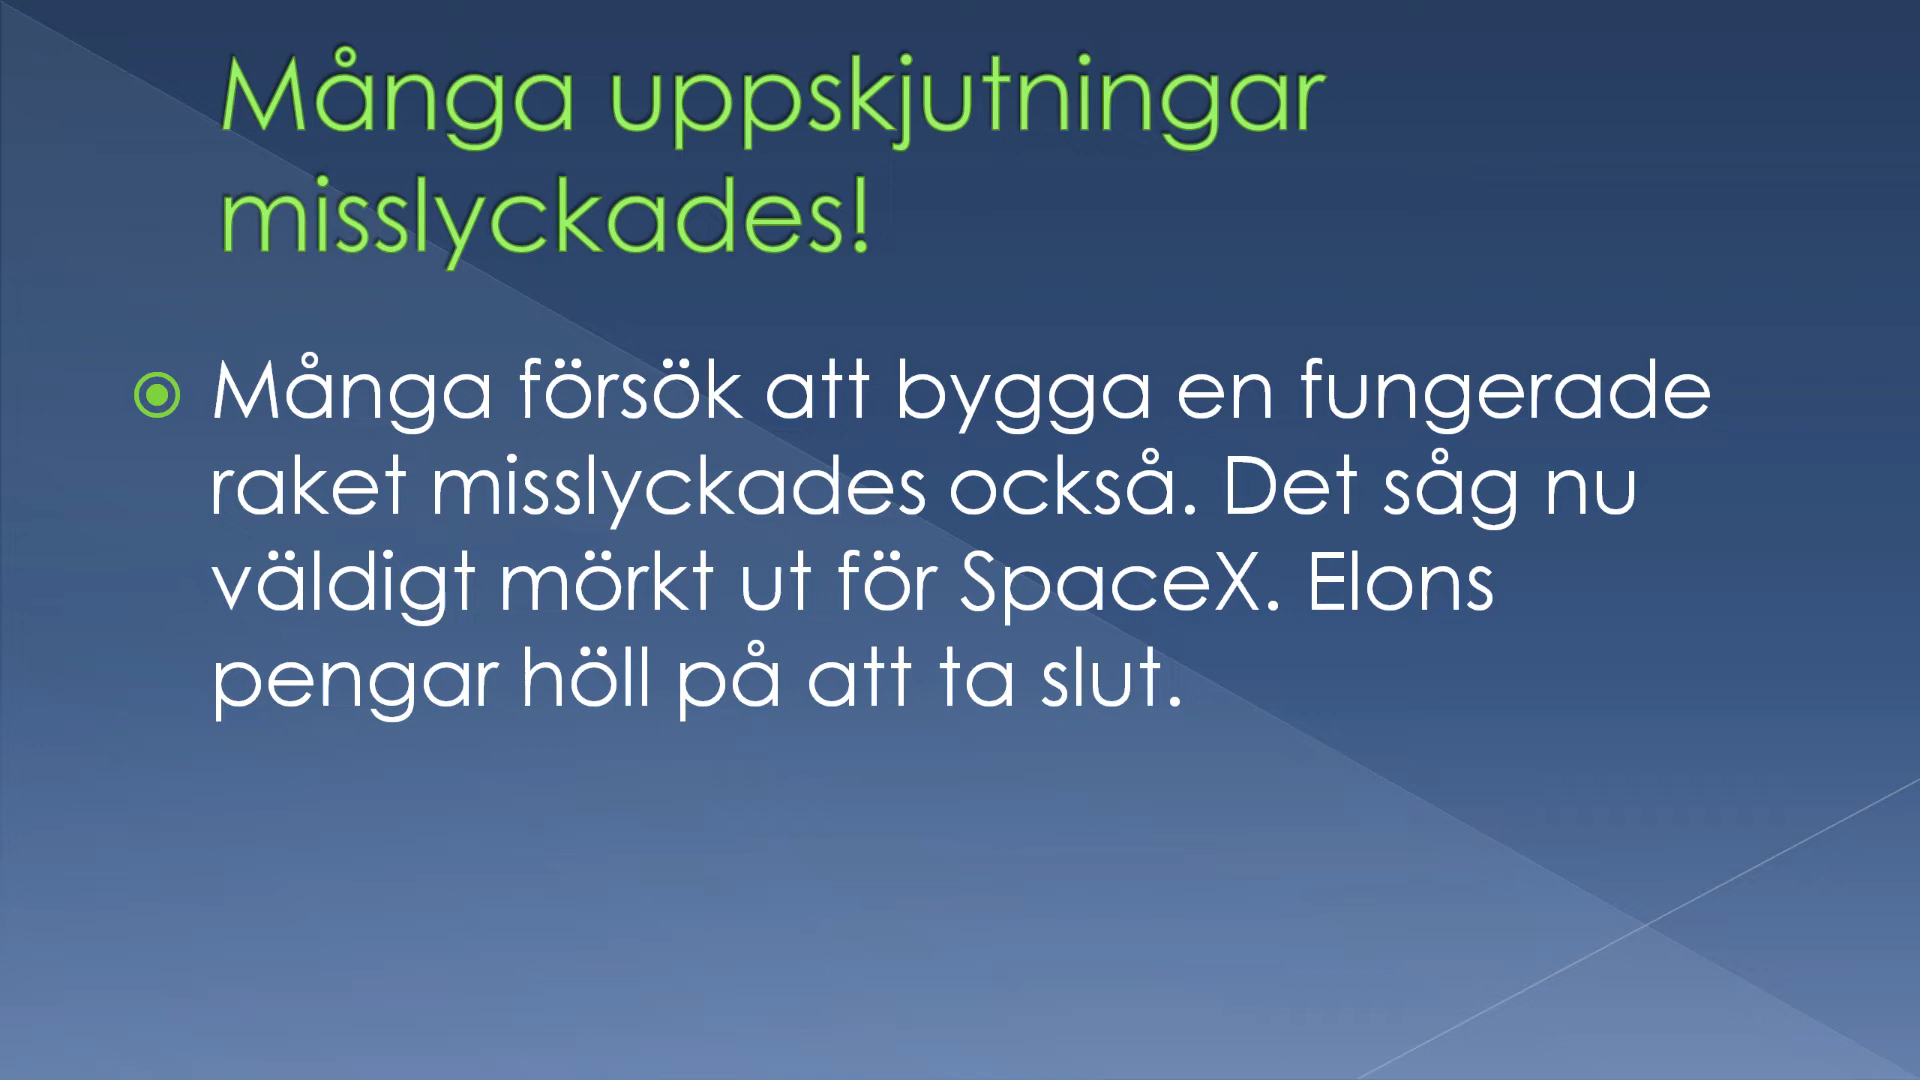 Många uppskjutningar
misslyckades!
Många försök att bygga en fungerade
raket misslyckades också. Det såg nu
väldigt mörkt ut för SpaceX. Elons
pengar höll på att ta slut.